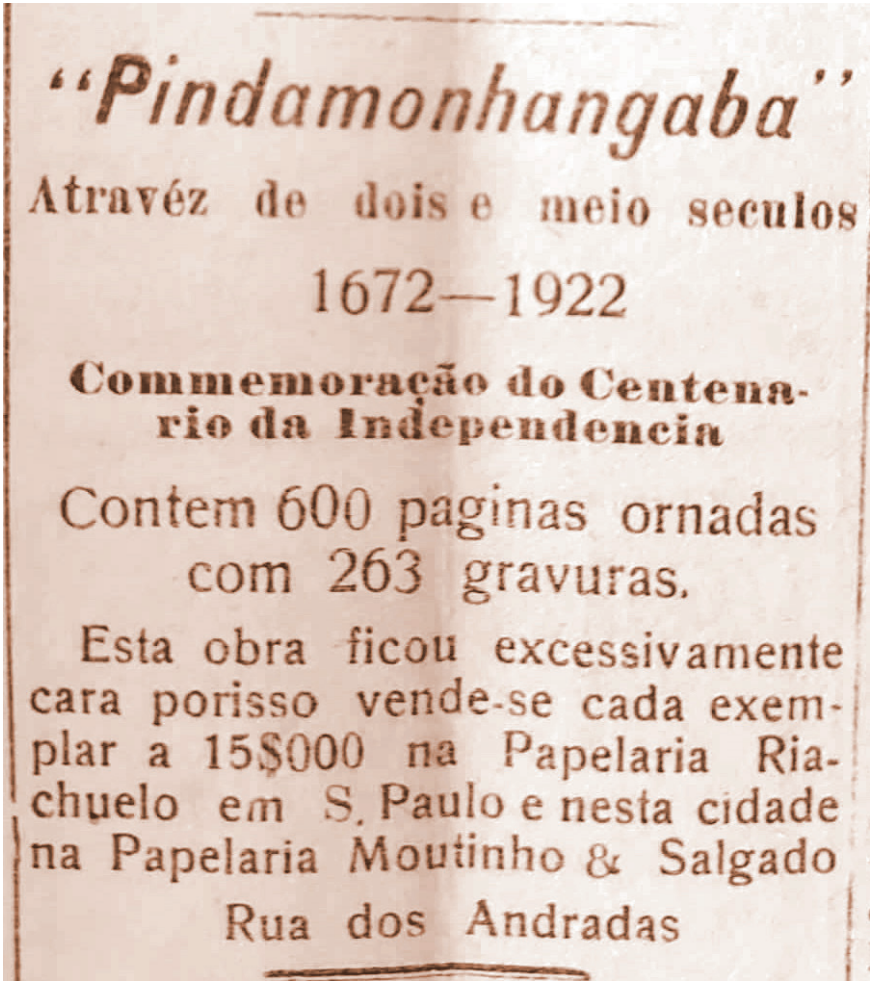 "Pindamonhangaba"
Atravéz de dois e meio seculos
1672—1922
Commemoração do Centena-
rio da Independencia
Contem 600 paginas ornadas
com 263 gravuras.
Esta obra ficou excessivamente
cara porisso vende-se cada exem-
plar a 15$000 na Papelaria Ria-
chuelo em S. Paulo e nesta cidade
na Papelaria Moutinho & Salgado
Rua dos Andradas